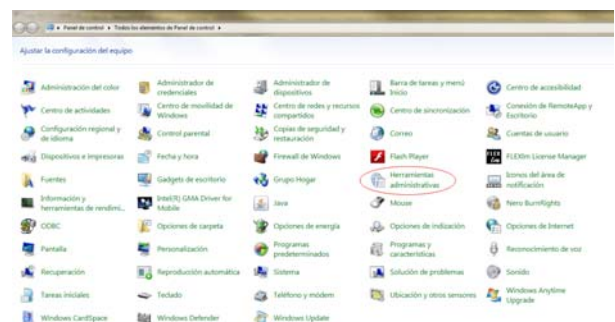 Panel de control ▸ Todos los elementos de Panel de control ▸
Ajustar la configuración del equipo
Administración del color
Administrador de
credenciales
Administrador de
dispositivos
Barra de tareas y menú
Inicio
Centro de accesibilidad
Centro de actividades
Centro de movilidad de
Windows
Centro de redes y recursos
compartidos
Centro de sincronización
Conexión de RemoteApp y
Escritorio
Configuración regional y
de idioma
Control parental
Copias de seguridad y
restauración
Correo
Cuentas de usuario
Dispositivos e impresoras
Fecha y hora
Firewall de Windows
Flash Player
FLEXlm License Manager
Fuentes
Gadgets de escritorio
Grupo Hogar
Herramientas
administrativas
Iconos del área de
notificación
Información y
herramientas de rendimi...
Intel(R) GMA Driver for
Mobile
Java
Mouse
Nero BurnRights
ODBC
Opciones de carpeta
Opciones de energía
Opciones de indización
Opciones de Internet
Pantalla
Personalización
Programas
predeterminados
Programas y
características
Reconocimiento de voz
Recuperación
Reproducción automática
Sistema
Solución de problemas
Sonido
Tareas iniciales
Teclado
Teléfono y módem
Ubicación y otros sensores
Windows Anytime
Upgrade
Windows CardSpace
Windows Defender
Windows Update